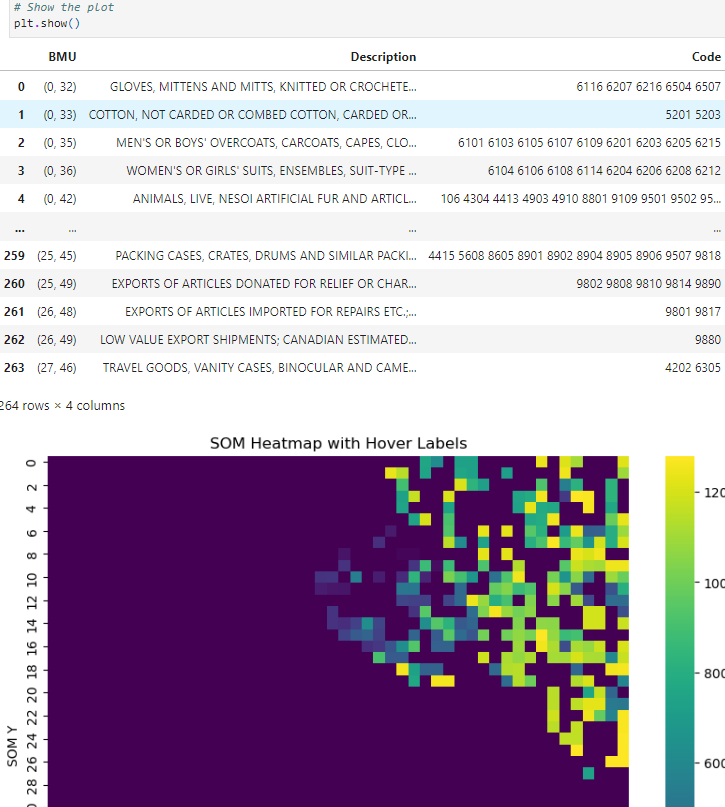 # Show the plot
plt.show()
BMU Description Code
0 (0, 32) GLOVES, MITTENS AND MITTS, KNITTED OR CROCHETE... 6116 6207 6216 6504 6507
1 (0, 33) COTTON, NOT CARDED OR COMBED COTTON, CARDED OR... 5201 5203
2 (0, 35) MEN'S OR BOYS' OVERCOATS, CARCOATS, CAPES, CLO... 6101 6103 6105 6107 6109 6201 6203 6205 6215
3 (0, 36) WOMEN'S OR GIRLS' SUITS, ENSEMBLES, SUIT-TYPE ... 6104 6106 6108 6114 6204 6206 6208 6212
4 (0, 42) ANIMALS, LIVE, NESOI ARTIFICIAL FUR AND ARTICL... 106 4304 4413 4903 4910 8801 9109 9501 9502 95...
... ... ... ...
259 (25, 45) PACKING CASES, CRATES, DRUMS AND SIMILAR PACKI... 4415 5608 8605 8901 8902 8904 8905 8906 9507 9818
260 (25, 49) EXPORTS OF ARTICLES DONATED FOR RELIEF OR CHAR... 9802 9808 9810 9814 9890
261 (26, 48) EXPORTS OF ARTICLES IMPORTED FOR REPAIRS ETC.;... 9801 9817
262 (26, 49) LOW VALUE EXPORT SHIPMENTS; CANADIAN ESTIMATED... 9880
263 (27, 46) TRAVEL GOODS, VANITY CASES, BINOCULAR AND CAME... 4202 6305
264 rows × 4 columns
SOM Heatmap with Hover Labels
0
2
4
6
8
10
12
14
16
18
20
22
24
26
28
SOM Y
120
100
800
600